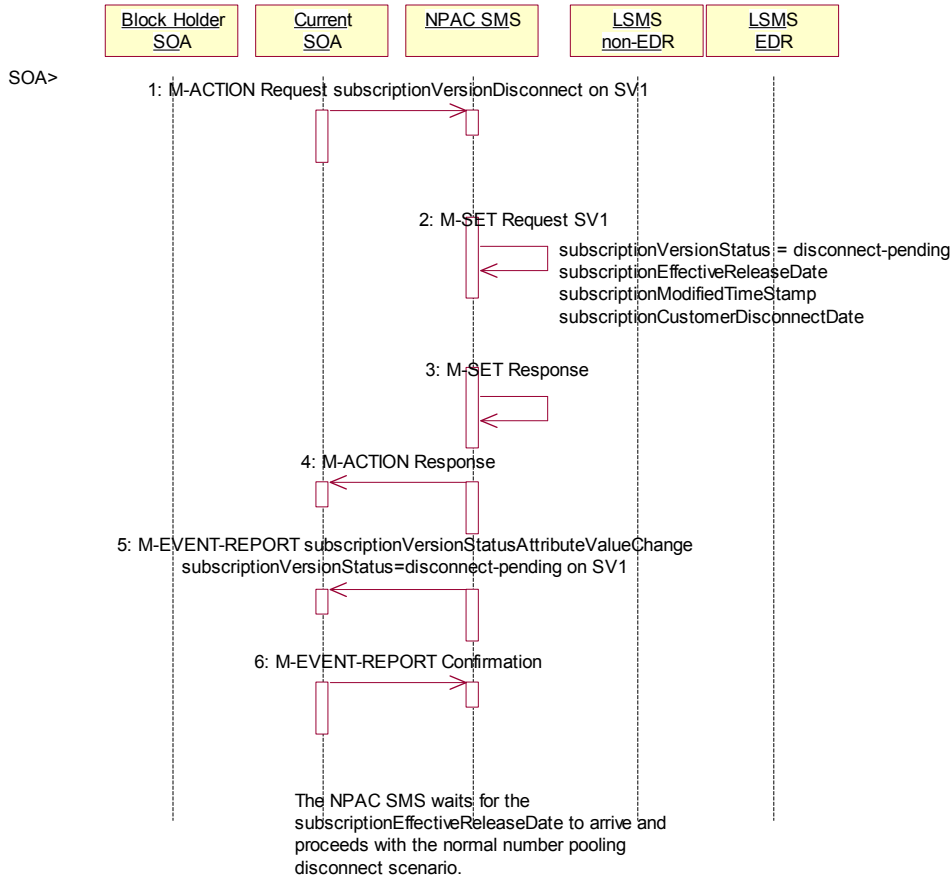 Block Holder
SOA
Current
SOA
NPAC SMS
LSMS
non-EDR
LSMS
EDR
SOA>
1: M-ACTION Request subscriptionVersionDisconnect on SV1
2: M-SET Request SV1
subscriptionVersionStatus = disconnect-pending
subscriptionEffectiveReleaseDate
subscriptionModifiedTimeStamp
subscriptionCustomerDisconnectDate
3: M-SET Response
4: M-ACTION Response
5: M-EVENT-REPORT subscriptionVersionStatusAttributeValueChange
subscriptionVersionStatus=disconnect-pending on SV1
6: M-EVENT-REPORT Confirmation
The NPAC SMS waits for the
subscriptionEffectiveReleaseDate to arrive and
proceeds with the normal number pooling
disconnect scenario.